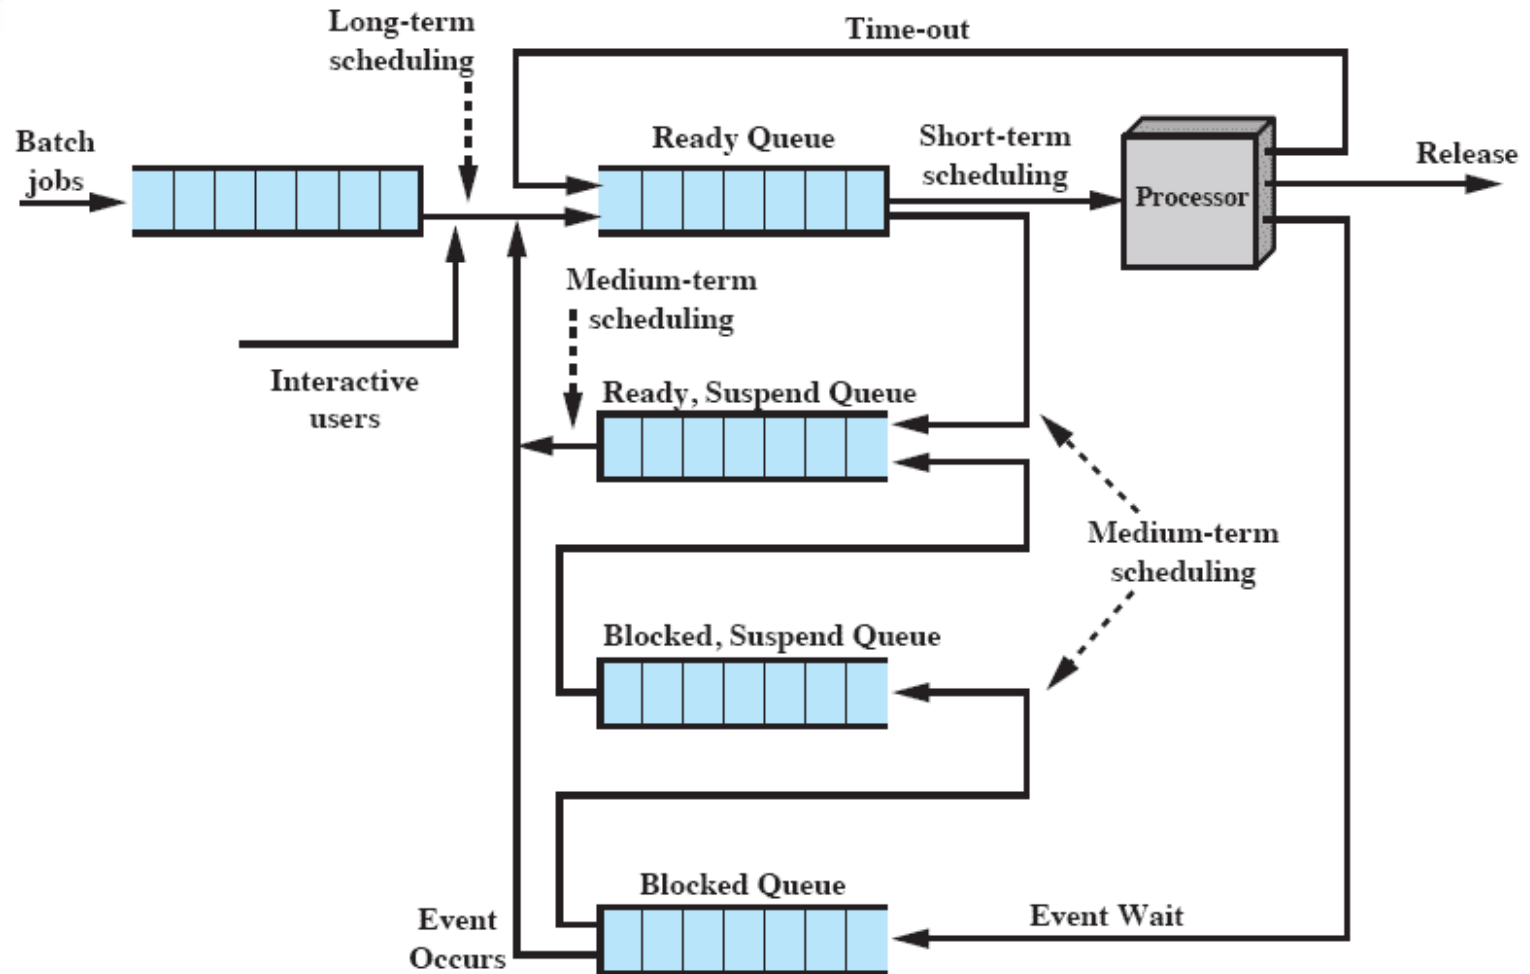 Long-term
scheduling
Time-out
Batch
jobs
Ready Queue
Short-term
scheduling
Processor
Release
Medium-term
scheduling
Interactive
users
Ready, Suspend Queue
Medium-term
scheduling
Blocked, Suspend Queue
Blocked Queue
Event
Occurs
Event Wait